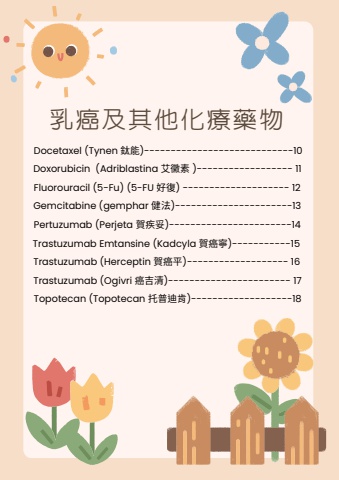 乳癌及其他化療藥物
Docetaxel (Tynen 鈦能)----------------------------10
Doxorubicin (Adriblastina 艾黴素 )------------------ 11
Fluorouracil (5-Fu) (5-FU 好復) -------------------- 12
Gemcitabine (gemphar 健法)----------------------13
Pertuzumab (Perjeta 賀疾妥)-----------------------14
Trastuzumab Emtansine (Kadcyla 賀癌寧)-----------15
Trastuzumab (Herceptin 賀癌平)------------------- 16
Trastuzumab (Ogivri 癌吉清)----------------------- 17
Topotecan (Topotecan 托普迪肯)-------------------18